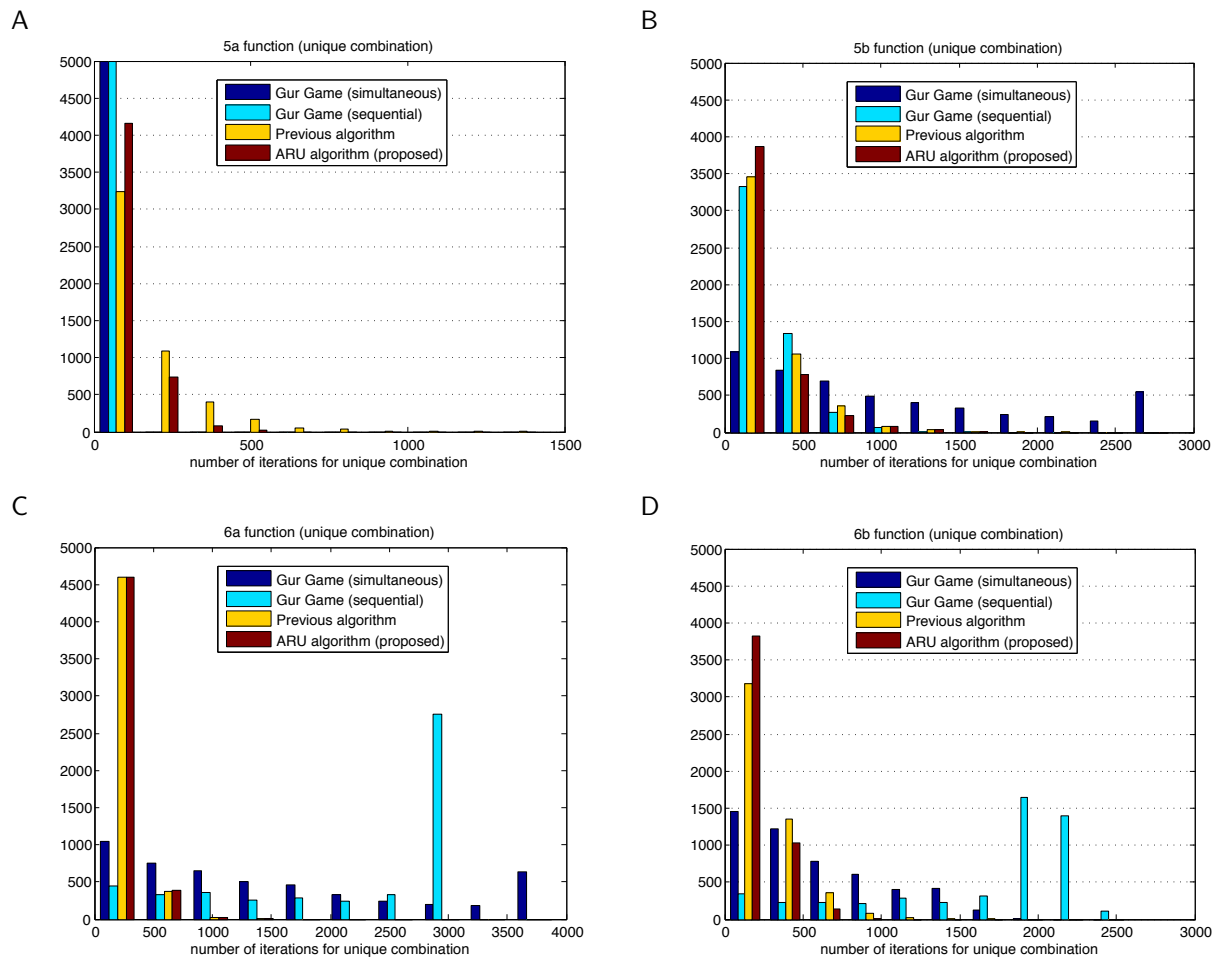 A
5a function (unique combination)
5000
4500
4000
3500
3000
2500
2000
1500
1000
500
0
Gur Game (simultaneous)
Gur Game (sequential)
Previous algorithm
ARU algorithm (proposed)
0 500 1000 1500
number of iterations for unique combination
B
5b function (unique combination)
5000
4500
4000
3500
3000
2500
2000
1500
1000
500
0
Gur Game (simultaneous)
Gur Game (sequential)
Previous algorithm
ARU algorithm (proposed)
0 500 1000 1500 2000 2500 3000
number of iterations for unique combination
C
6a function (unique combination)
5000
4500
4000
3500
3000
2500
2000
1500
1000
500
0
Gur Game (simultaneous)
Gur Game (sequential)
Previous algorithm
ARU algorithm (proposed)
0 500 1000 1500 2000 2500 3000 3500 4000
number of iterations for unique combination
D
6b function (unique combination)
5000
4500
4000
3500
3000
2500
2000
1500
1000
500
0
Gur Game (simultaneous)
Gur Game (sequential)
Previous algorithm
ARU algorithm (proposed)
0 500 1000 1500 2000 2500 3000
number of iterations for unique combination